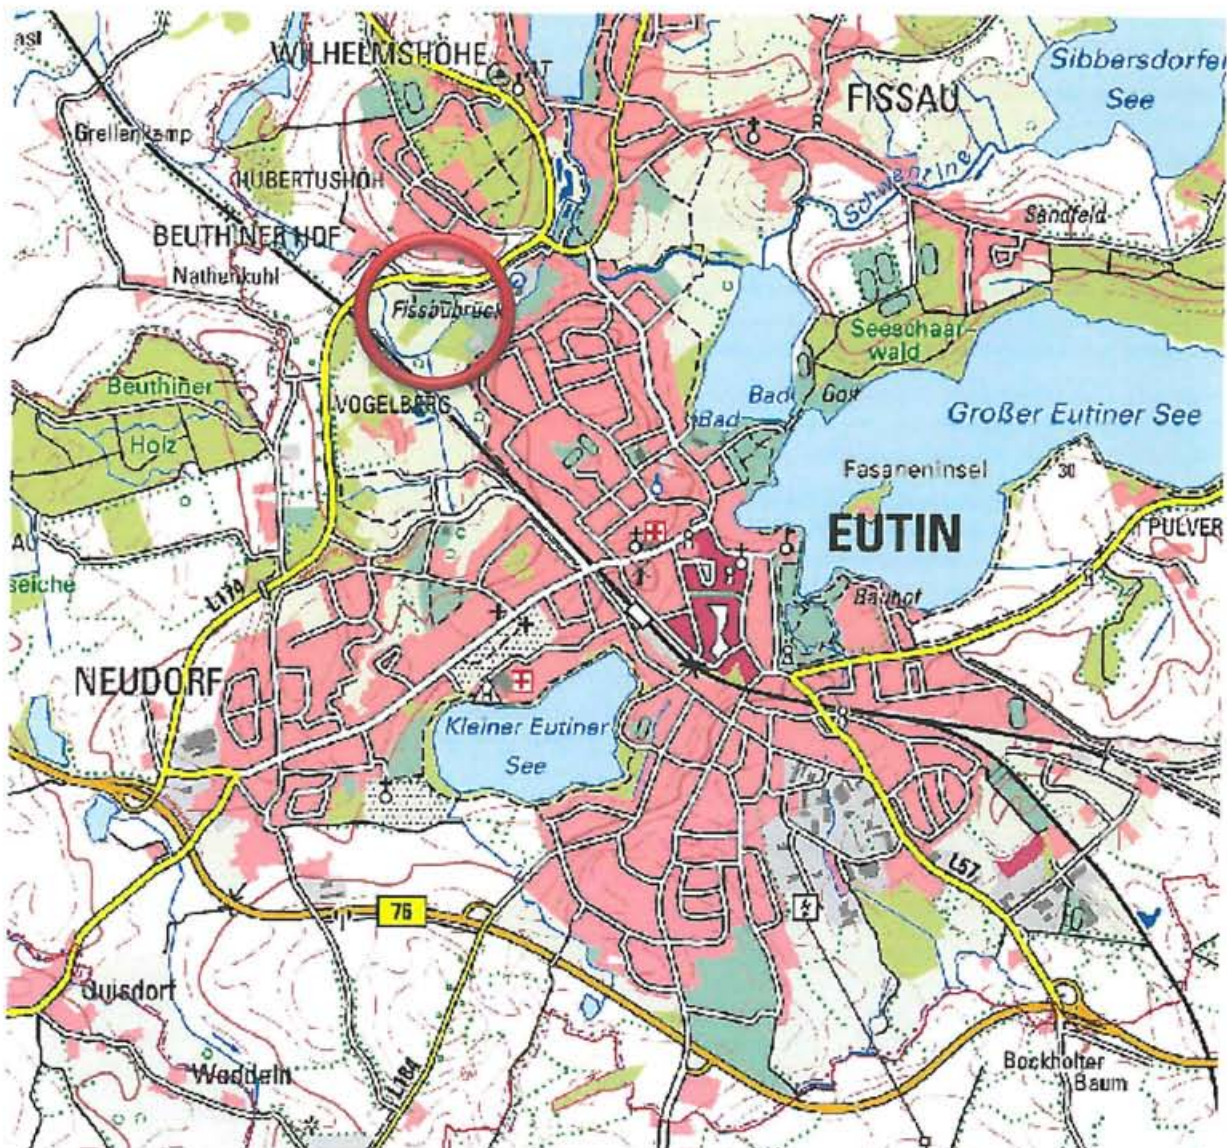 WILHELMSHÖHE
Sibbersdorfer
See
FISSAU
Grellenkamp
HUBERTUSHÖH
Schwentine
Sandfeld
BEUTHINER HOF
Nathenkuhl
Fissaubrück
Seeschaar-
wald
Beuthiner
Holz
VOGELBERG
Bad
Bad
Großer Eutiner See
Fasaneninsel
30
EUTIN
PULVER
seiche
L174
Bauhof
NEUDORF
Kleiner Eutiner
See
L57
76
Quisdorf
Waddeln
L184
Bockholter
Baum